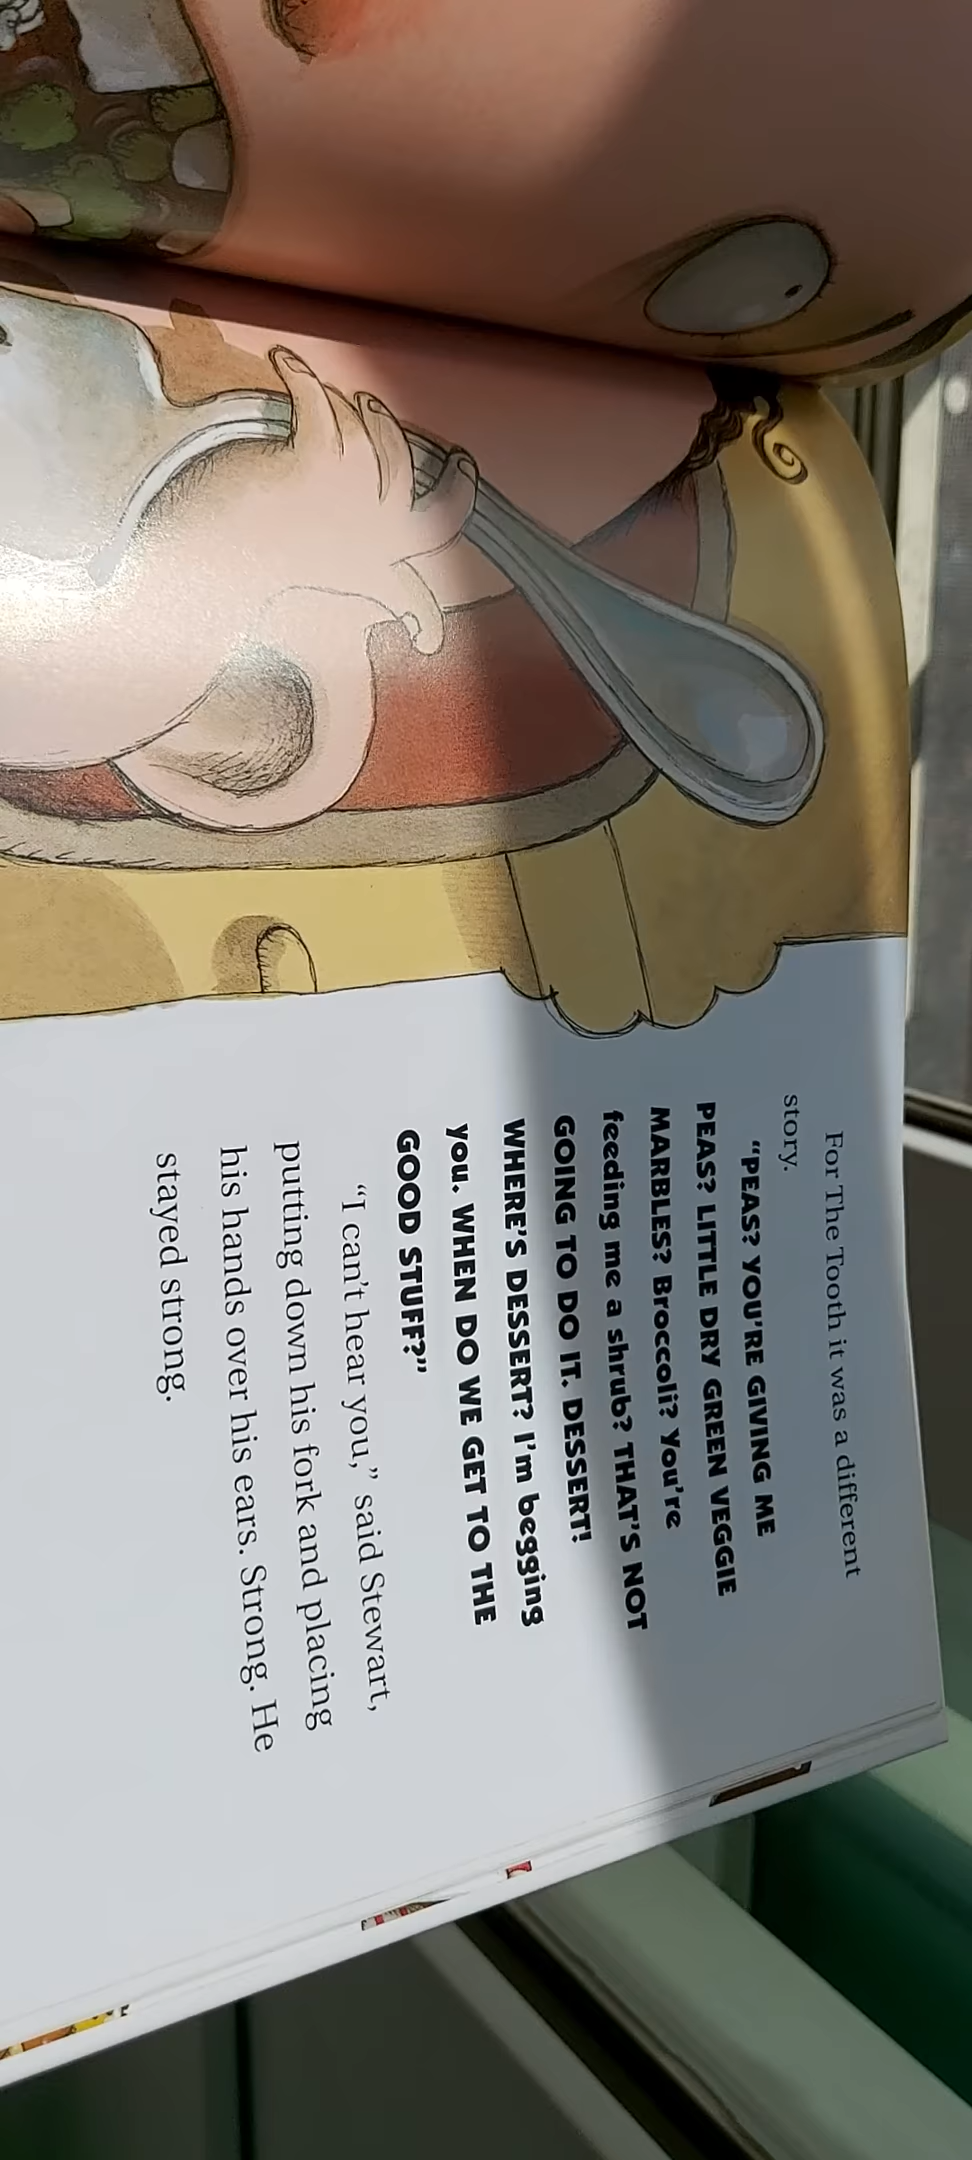 For The Tooth it was a different
story.
“PEAS? YOU’RE GIVING ME
PEAS? LITTLE DRY GREEN VEGGIE
MARBLES? Broccoli? You’re
feeding me a shrub? THAT’S NOT
GOING TO DO IT. DESSERT!
WHERE’S DESSERT? I’m begging
you. WHEN DO WE GET TO THE
GOOD STUFF?”
“I can’t hear you,” said Stewart,
putting down his fork and placing
his hands over his ears. Strong. He
stayed strong.